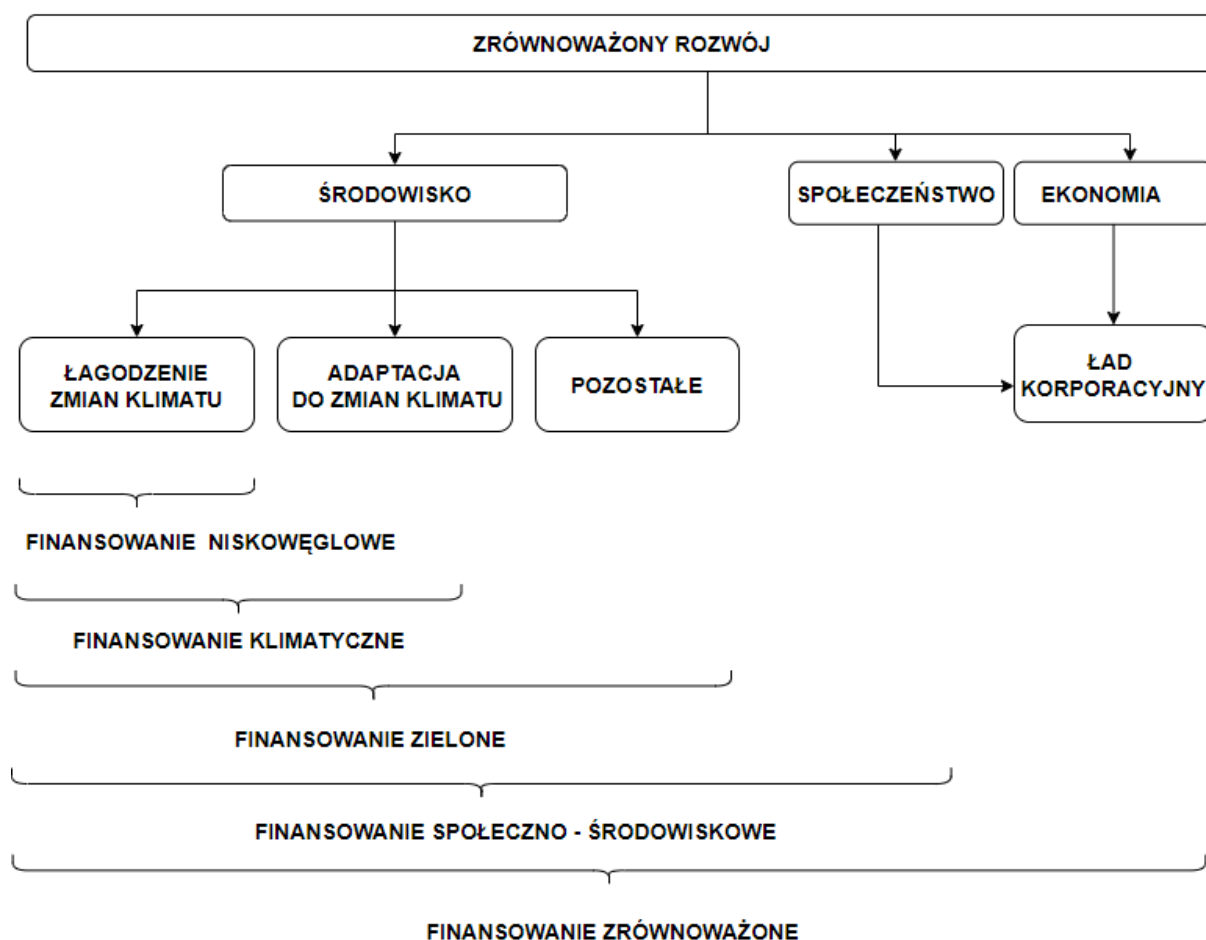 ZRÓWNOWAŻONY ROZWÓJ
ŚRODOWISKO
SPOŁECZEŃSTWO
EKONOMIA
ŁAGODZENIE
ZMIAN KLIMATU
ADAPTACJA
DO ZMIAN KLIMATU
POZOSTAŁE
ŁAD
KORPORACYJNY
FINANSOWANIE NISKOWĘGLOWE
FINANSOWANIE KLIMATYCZNE
FINANSOWANIE ZIELONE
FINANSOWANIE SPOŁECZNO - ŚRODOWISKOWE
FINANSOWANIE ZRÓWNOWAŻONE